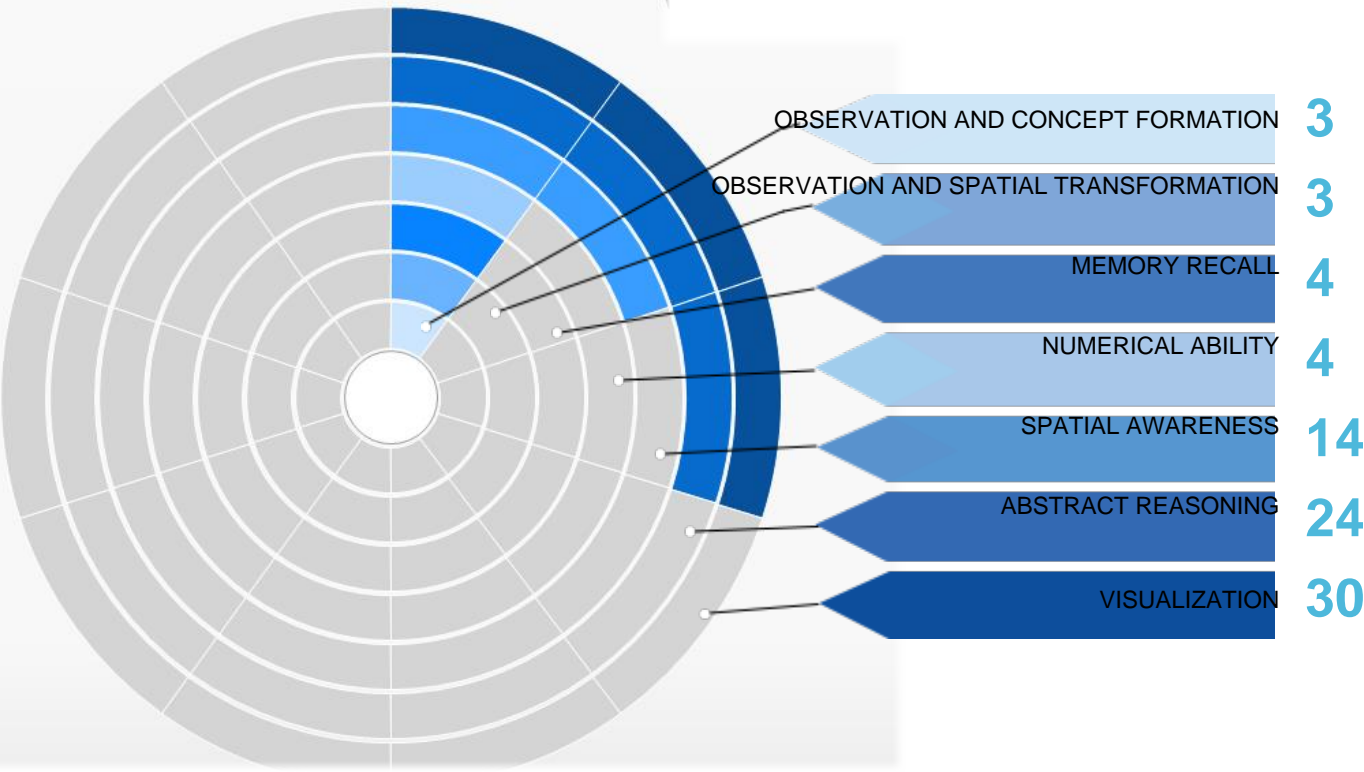 OBSERVATION AND CONCEPT FORMATION 3
OBSERVATION AND SPATIAL TRANSFORMATION 3
MEMORY RECALL 4
NUMERICAL ABILITY 4
SPATIAL AWARENESS 14
ABSTRACT REASONING 24
VISUALIZATION 30